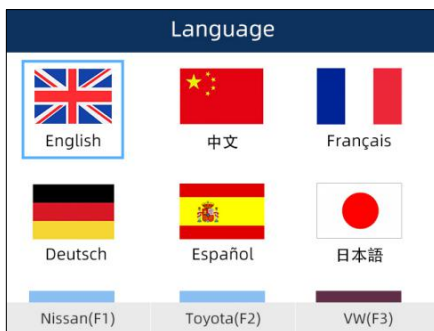 Language
English
中文
Français
Deutsch
Español
日本語
Nissan(F1)
Toyota(F2)
VW(F3)